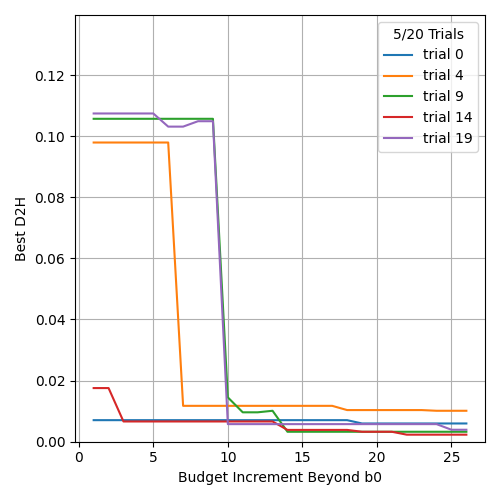 5/20 Trials
trial 0
trial 4
trial 9
trial 14
trial 19
Best D2H
0.12
0.10
0.08
0.06
0.04
0.02
0.00
0 5 10 15 20 25
Budget Increment Beyond b0